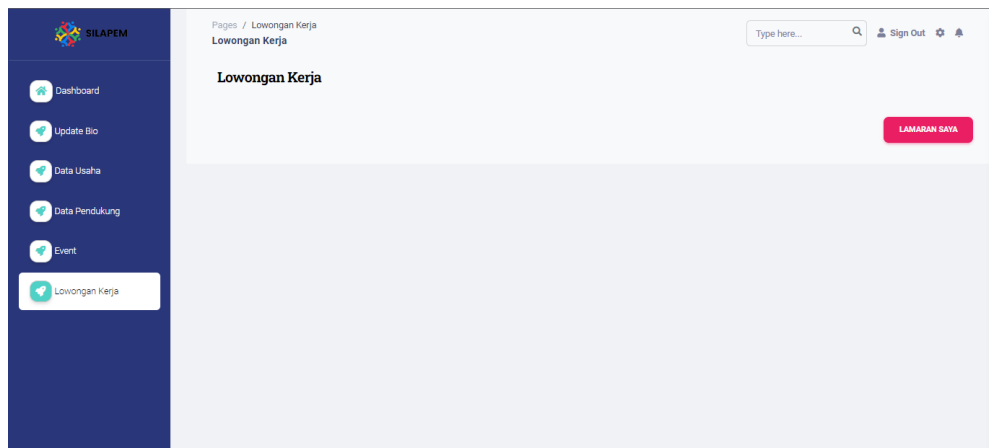 SILAPEM
Dashboard
Update Bio
Data Usaha
Data Pendukung
Event
Lowongan Kerja
Pages / Lowongan Kerja
Lowongan Kerja
Type here...
Sign Out
Lowongan Kerja
LAMARAN SAYA